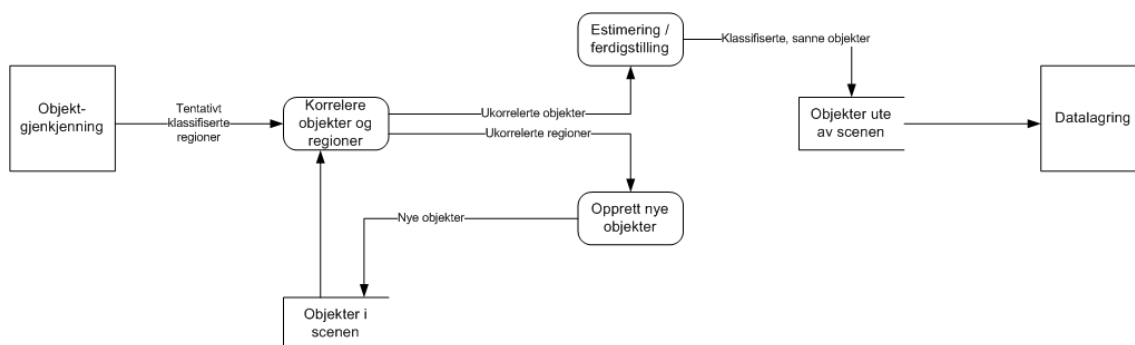 Estimering /
ferdigstilling
Klassifiserte, sanne objekter
Objekt-
gjenkjenning
Tentativt
klassifiserte
regioner
Korrelere
objekter og
regioner
Ukorrelerte objekter
Ukorrelerte regioner
Objekter ute
av scenen
Datalagring
Opprett nye
objekter
Nye objekter
Objekter i
scenen